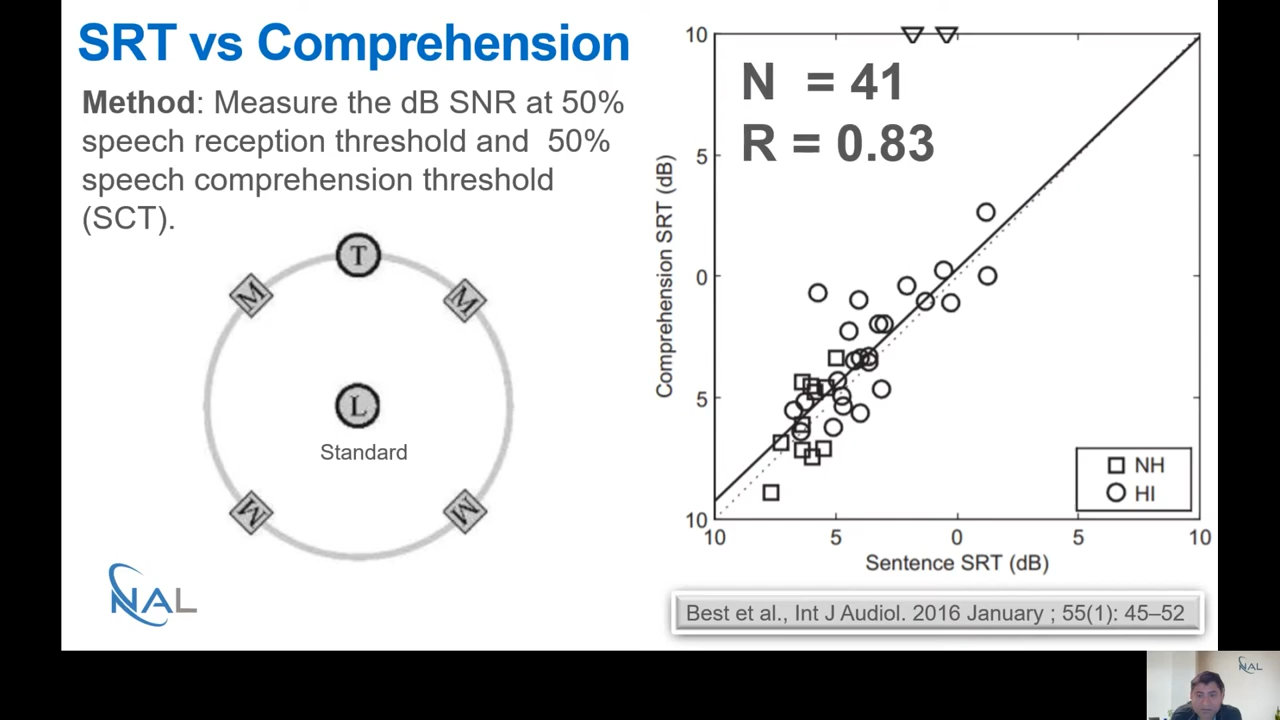 SRT vs Comprehension
Method: Measure the dB SNR at 50%
speech reception threshold and 50%
speech comprehension threshold
(SCT).
T
M
M
L
Standard
M
M
NAL
N = 41
R = 0.83
Comprehension SRT (dB)
10
5
0
5
10
10
5
0
5
10
Sentence SRT (dB)
NH
HI
Best et al., Int J Audiol. 2016 January ; 55(1): 45–52
NAL